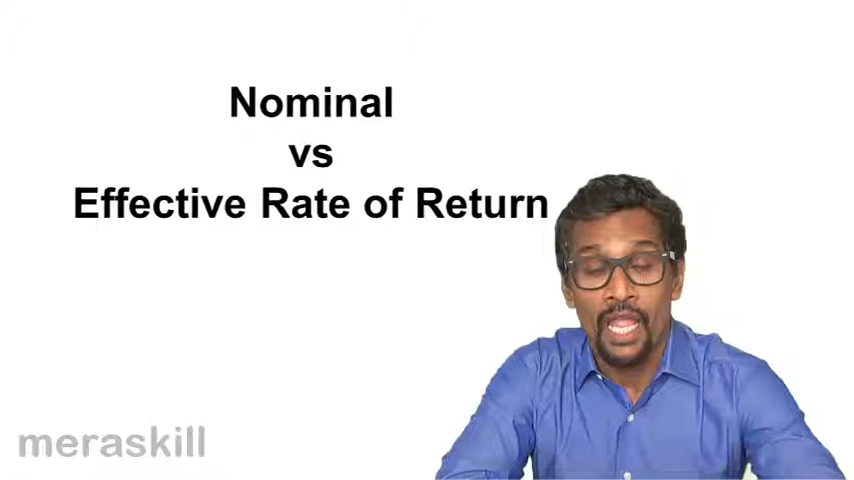 Nominal
vs
Effective Rate of Return
meraskill